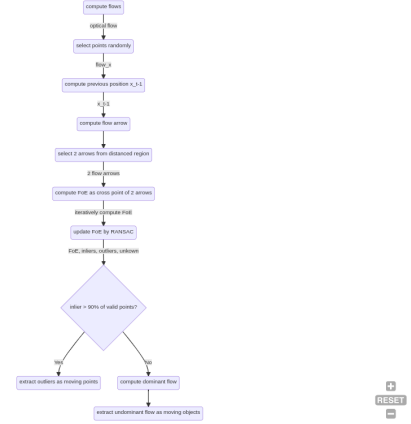 compute flows
optical flow
select points randomly
flow_x
compute previous position x_t-1
x_t-1
compute flow arrow
select 2 arrows from distanced region
2 flow arrows
compute FoE as cross point of 2 arrows
iteratively compute FoE
update FoE by RANSAC
FoE, inliers, outliers, unkown
inlier > 90% of valid points?
Yes
No
extract outliers as moving points
compute dominant flow
extract undominant flow as moving objects
RESET